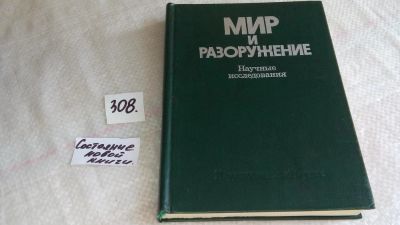 308.
Состояние
новой
книги
МИР
и
РАЗОРУЖЕНИЕ
Научные
исследования